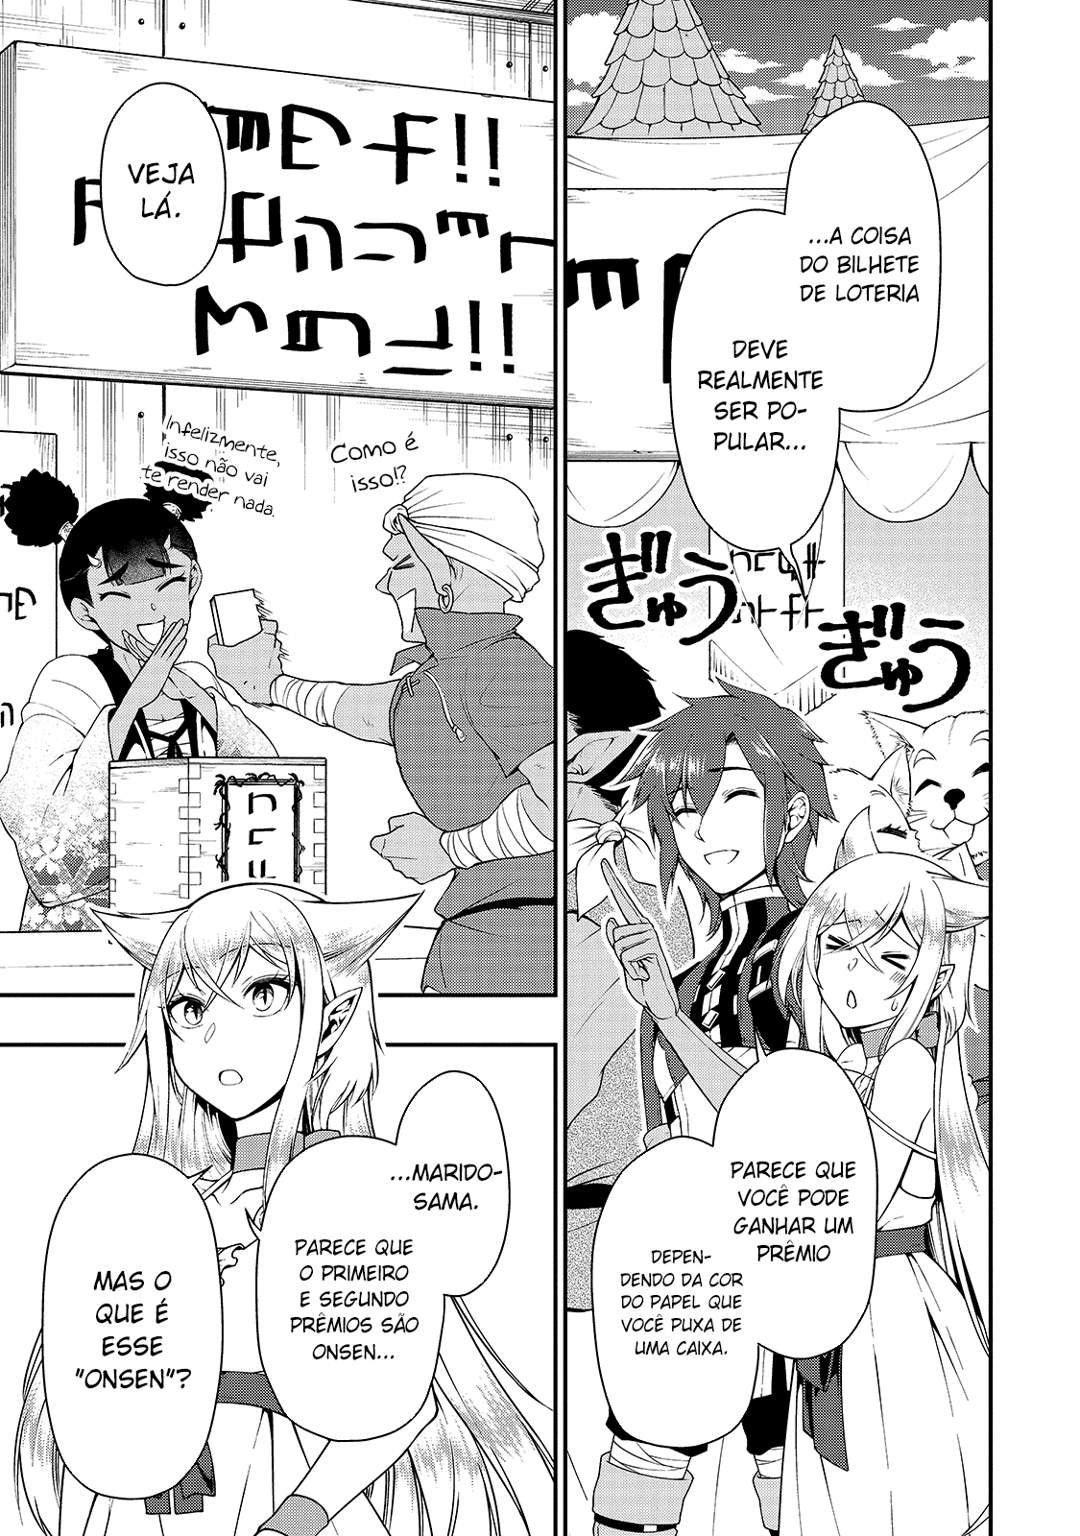 ...A COISA
DO BILHETE
DE LOTERIA
DEVE
REALMENTE
SER PO-
PULAR...
ぎゅう
ぎゅう
PARECE QUE
VOCÊ PODE
GANHAR UM
PRÊMIO
DEPEN-
DENDO DA COR
DO PAPEL QUE
VOCÊ PUXA DE
UMA CAIXA.
VEJA
LÁ.
Como é
isso!?
Infelizmente,
isso não vai
te render nada.
...MARIDO-
SAMA.
PARECE QUE
O PRIMEIRO
E SEGUNDO
PRÊMIOS SÃO
ONSEN...
MAS O
QUE É
ESSE
"ONSEN"?